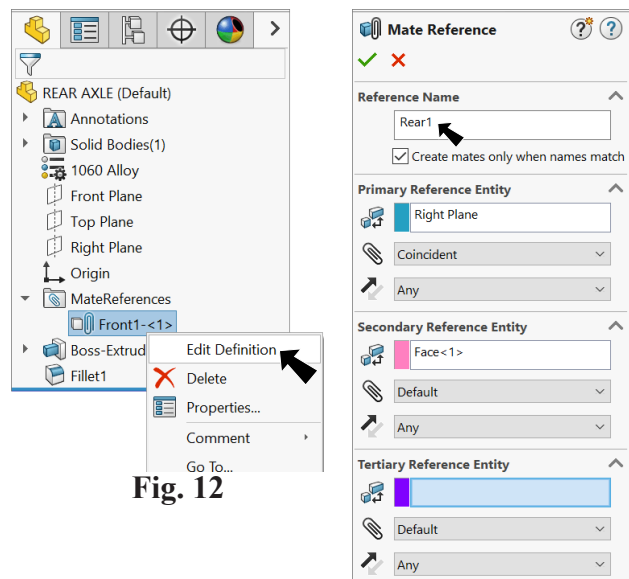 REAR AXLE (Default)
Annotations
Solid Bodies(1)
1060 Alloy
Front Plane
Top Plane
Right Plane
Origin
MateReferences
Front1-<1>
Boss-Extrud
Fillet1
Edit Definition
Delete
Properties...
Comment
Go To...
Fig. 12
Mate Reference
Reference Name
Rear1
Create mates only when names match
Primary Reference Entity
Right Plane
Coincident
Any
Secondary Reference Entity
Face<1>
Default
Any
Tertiary Reference Entity
Default
Any